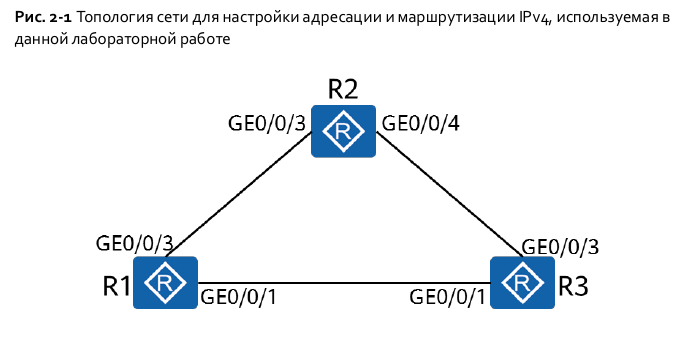 Рис. 2-1 Топология сети для настройки адресации и маршрутизации IPv4, используемая в
данной лабораторной работе
R2
GE0/0/3
GE0/0/4
R
GE0/0/3
GE0/0/3
R1
R
R
R3
GE0/0/1
GE0/0/1